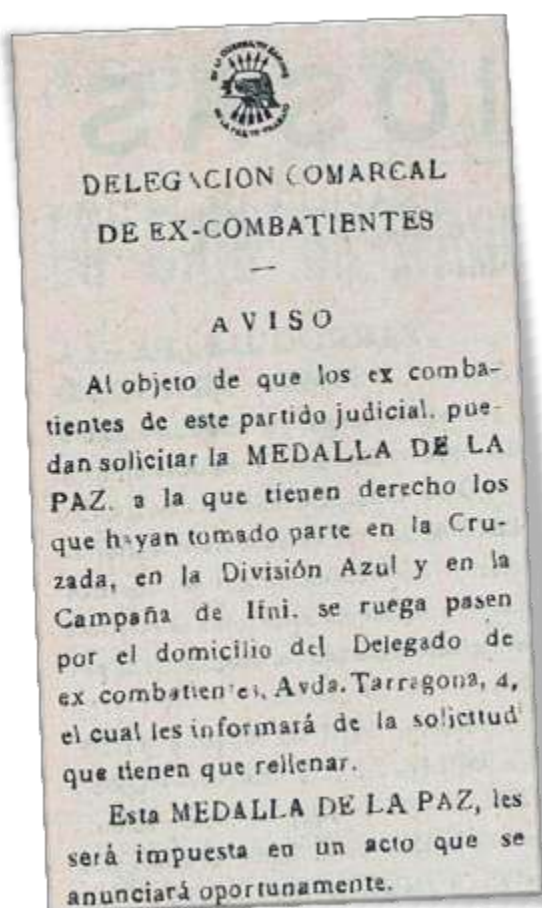 DELEGACION COMARCAL
DE EX-COMBATIENTES
—
AVISO
Al objeto de que los ex comba-
tientes de este partido judicial. pue-
dan solicitar la MEDALLA DE LA
PAZ. a la que tienen derecho los
que hayan tomado parte en la Cru-
zada, en la División Azul y en la
Campaña de Ifni. se ruega pasen
por el domicilio del Delegado de
ex combatientes, Avda. Tarragona, 4,
el cual les informará de la solicitud
que tienen que rellenar.
Esta MEDALLA DE LA PAZ, les
será impuesta en un acto que se
anunciará oportunamente.